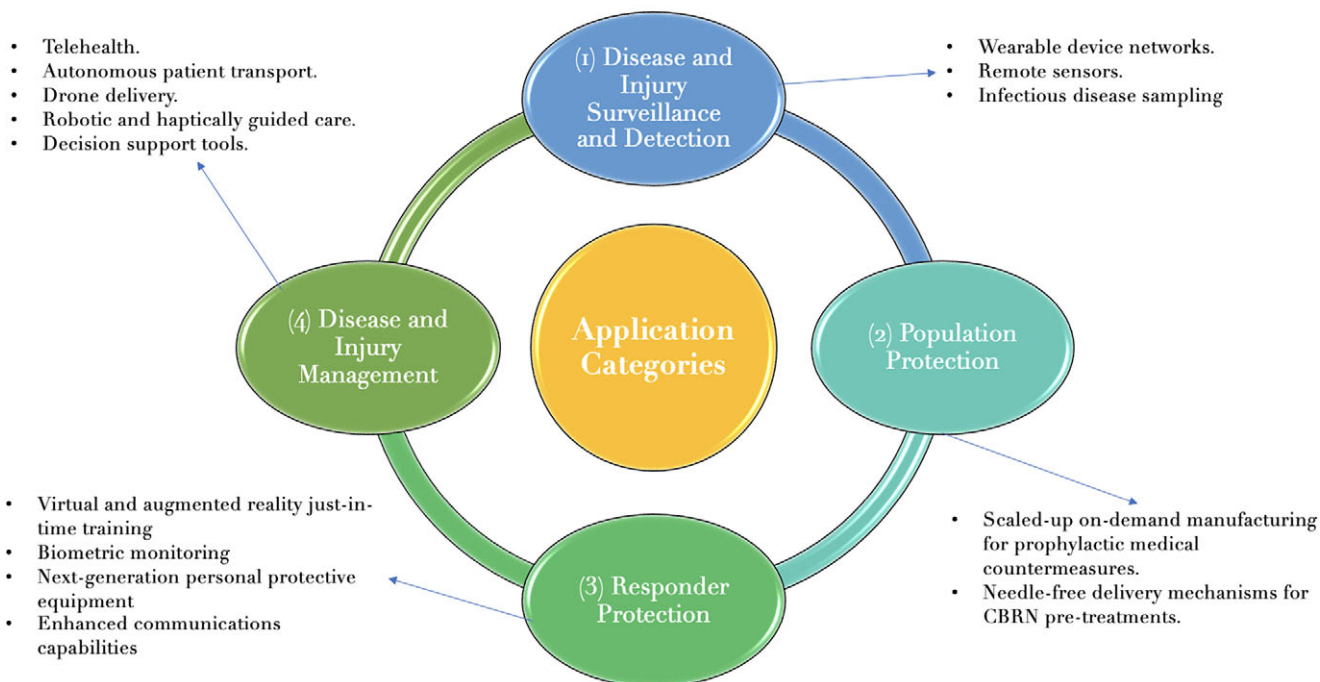 • Telehealth.
• Autonomous patient transport.
• Drone delivery.
• Robotic and haptically guided care.
• Decision support tools.
(1) Disease and
Injury
Surveillance
and Detection
• Wearable device networks.
• Remote sensors.
• Infectious disease sampling
(4) Disease and
Injury
Management
Application
Categories
(2) Population
Protection
• Virtual and augmented reality just-in-
time training
• Biometric monitoring
• Next-generation personal protective
equipment
• Enhanced communications
capabilities
(3) Responder
Protection
• Scaled-up on-demand manufacturing
for prophylactic medical
countermeasures.
• Needle-free delivery mechanisms for
CBRN pre-treatments.